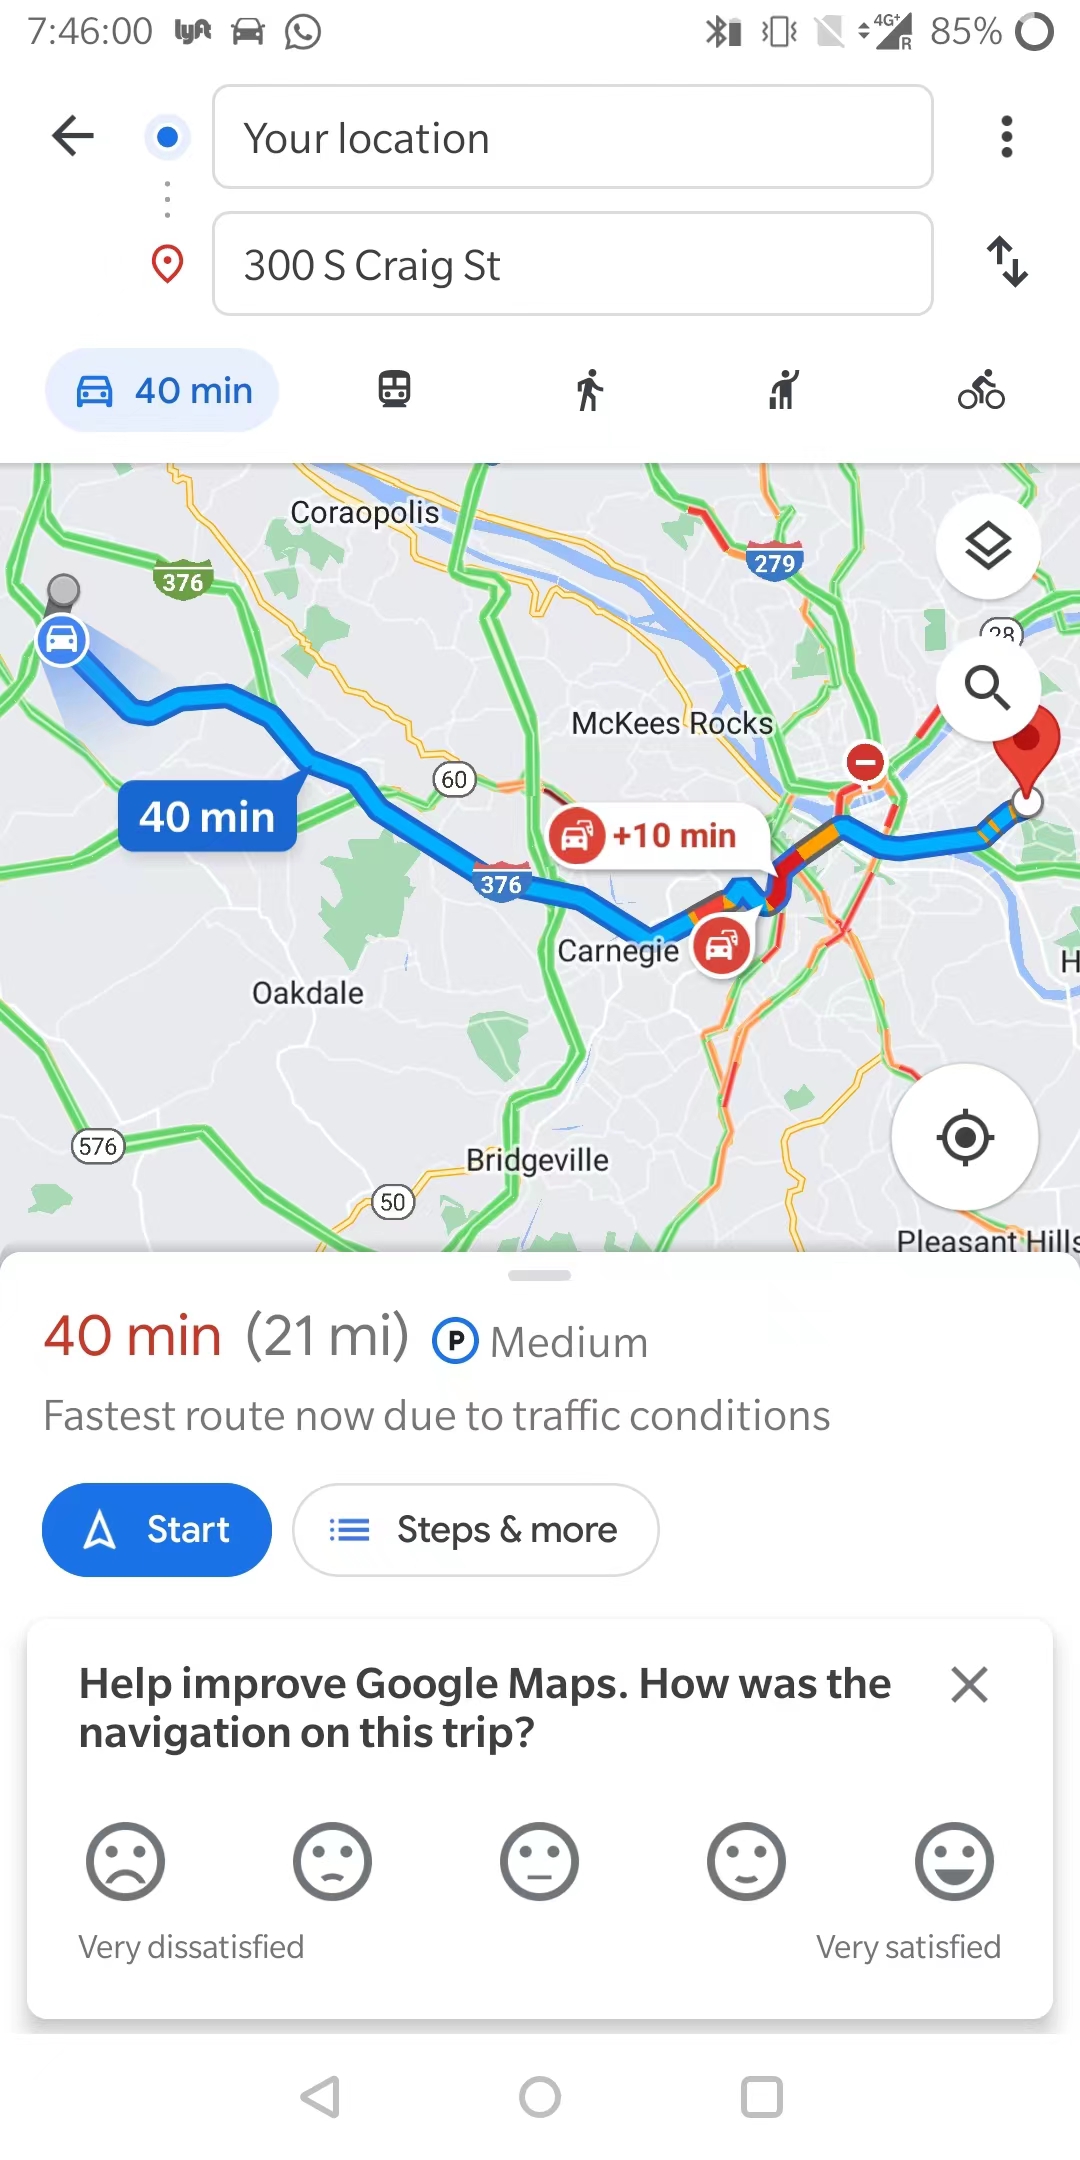 7:46:00 lyft 4G+ R 85%
Your location
300 S Craig St
40 min
Coraopolis
376
279
28
McKees Rocks
60
40 min
+10 min
376
Carnegie
H
Oakdale
576
Bridgeville
50
Pleasant Hills
40 min (21 mi) P Medium
Fastest route now due to traffic conditions
Start Steps & more
Help improve Google Maps. How was the
navigation on this trip?
Very dissatisfied Very satisfied